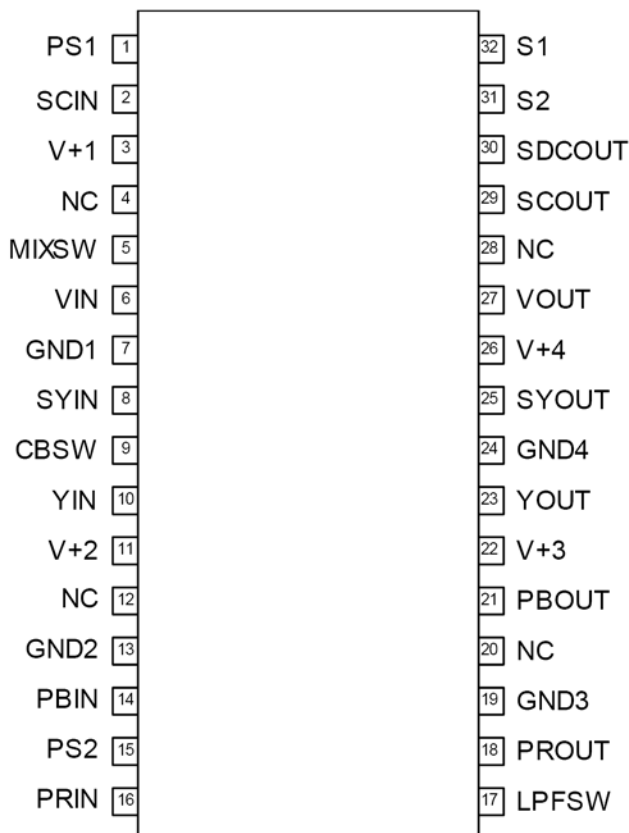 PS1 1 32 S1
SCIN 2 31 S2
V+1 3 30 SDCOUT
NC 4 29 SCOUT
MIXSW 5 28 NC
VIN 6 27 VOUT
GND1 7 26 V+4
SYIN 8 25 SYOUT
CBSW 9 24 GND4
YIN 10 23 YOUT
V+2 11 22 V+3
NC 12 21 PBOUT
GND2 13 20 NC
PBIN 14 19 GND3
PS2 15 18 PROUT
PRIN 16 17 LPFSW